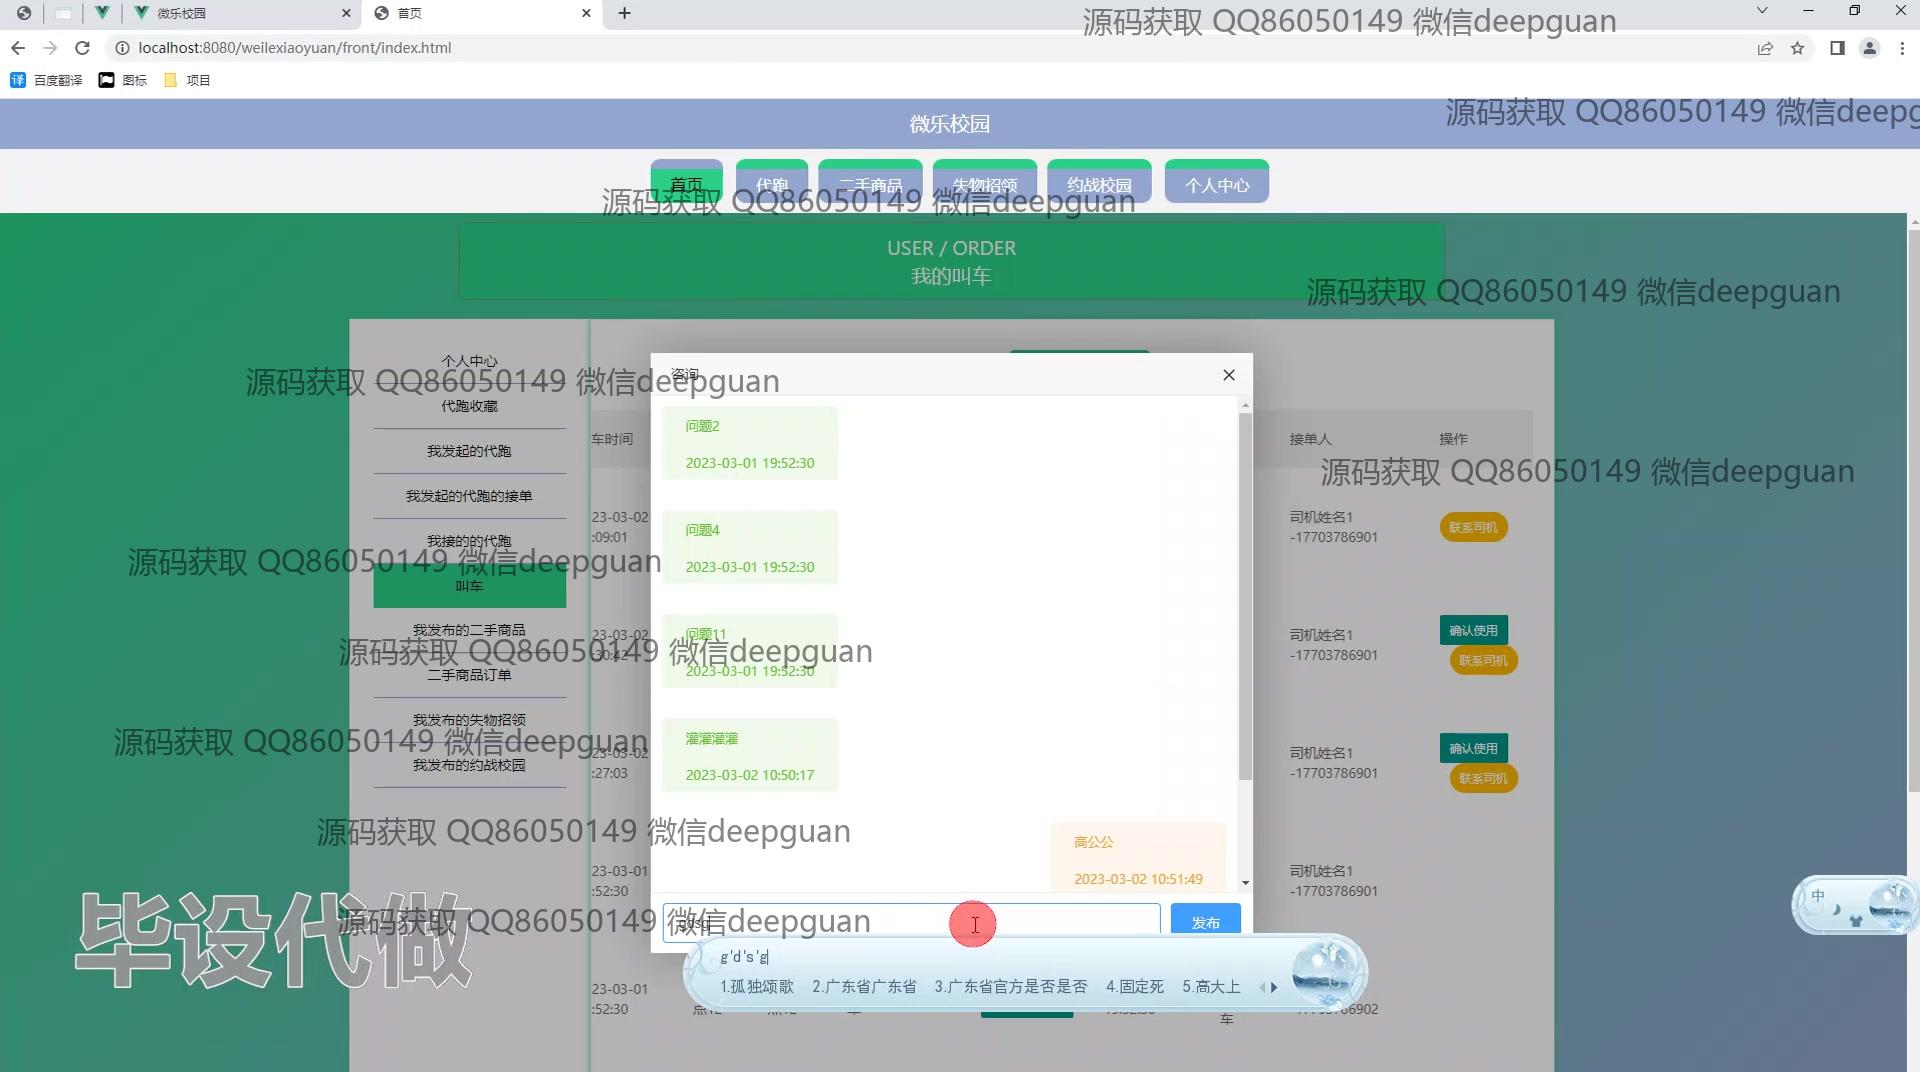 微乐校园
首页
源码获取 QQ86050149 微信deepguan
localhost:8080/weilexiaoyuan/front/index.html
译 百度翻译
图标
项目
微乐校园
源码获取 QQ86050149 微信deepg
首页
代跑
二手商品
失物招领
约战校园
个人中心
源码获取 QQ86050149 微信deepguan
USER / ORDER
我的叫车
源码获取 QQ86050149 微信deepguan
个人中心
咨询
源码获取 QQ86050149 微信deepguan
代跑收藏
问题2
车时间
接单人
操作
我发起的代跑
2023-03-01 19:52:30
源码获取 QQ86050149 微信deepguan
我发起的代跑的接单
23-03-02
:09:01
问题4
司机姓名1
-17703786901
联系司机
我接的的代跑
源码获取 QQ86050149 微信deepguan
2023-03-01 19:52:30
叫车
我发布的二手商品
23-03-02
:30:42
问题11
司机姓名1
-17703786901
确认使用
联系司机
源码获取 QQ86050149 微信deepguan
2023-03-01 19:52:30
二手商品订单
我发布的失物招领
灌灌灌灌
源码获取 QQ86050149 微信deepguan
23-03-02
:27:03
司机姓名1
-17703786901
确认使用
联系司机
我发布的约战校园
2023-03-02 10:50:17
源码获取 QQ86050149 微信deepguan
高公公
23-03-01
:52:30
2023-03-02 10:51:49
司机姓名1
-17703786901
中
毕设代做
源码获取 QQ86050149 微信deepguan
发布
g'd's'g
1.孤独颂歌 2.广东省广东省 3.广东省官方是否是否 4.固定死 5.高大上
23-03-01
:52:30
车